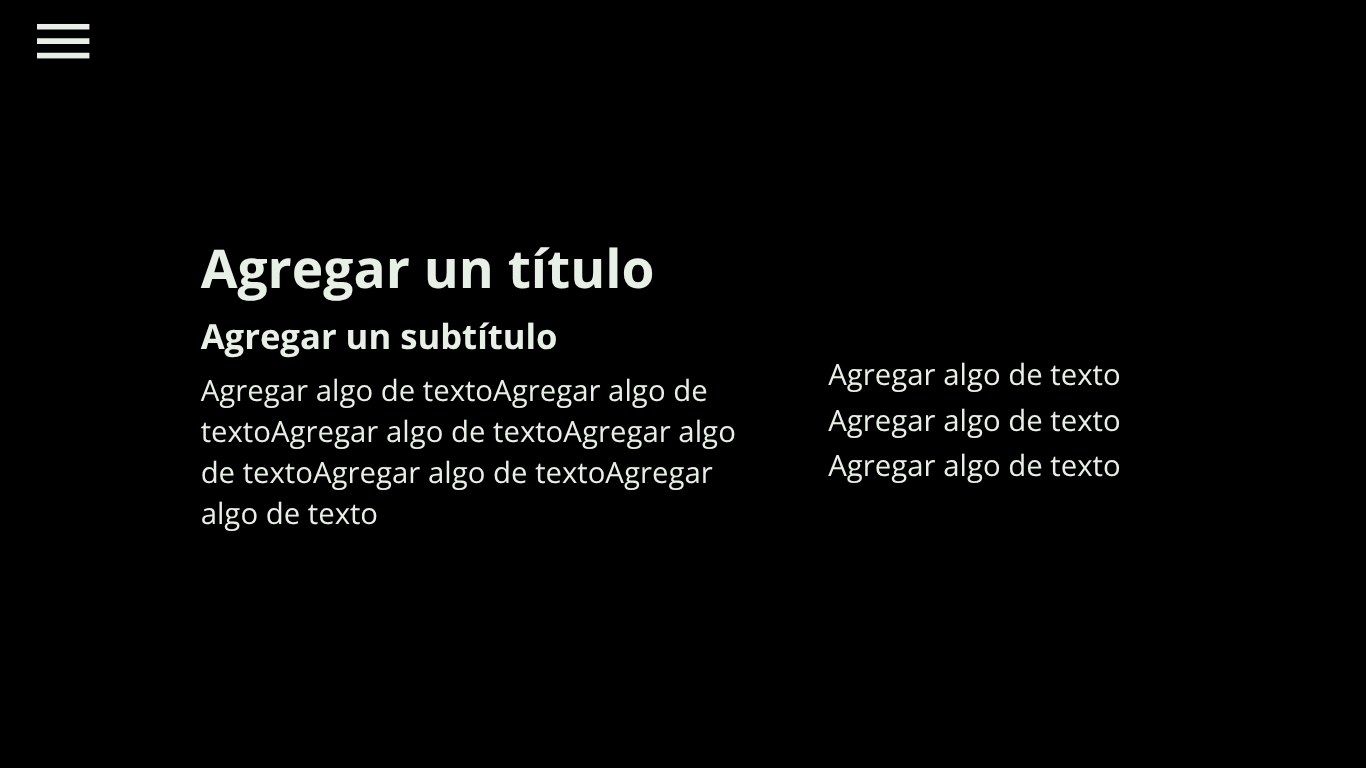 Agregar un título
Agregar un subtítulo
Agregar algo de textoAgregar algo de
textoAgregar algo de textoAgregar algo
de textoAgregar algo de textoAgregar
algo de texto
Agregar algo de texto
Agregar algo de texto
Agregar algo de texto